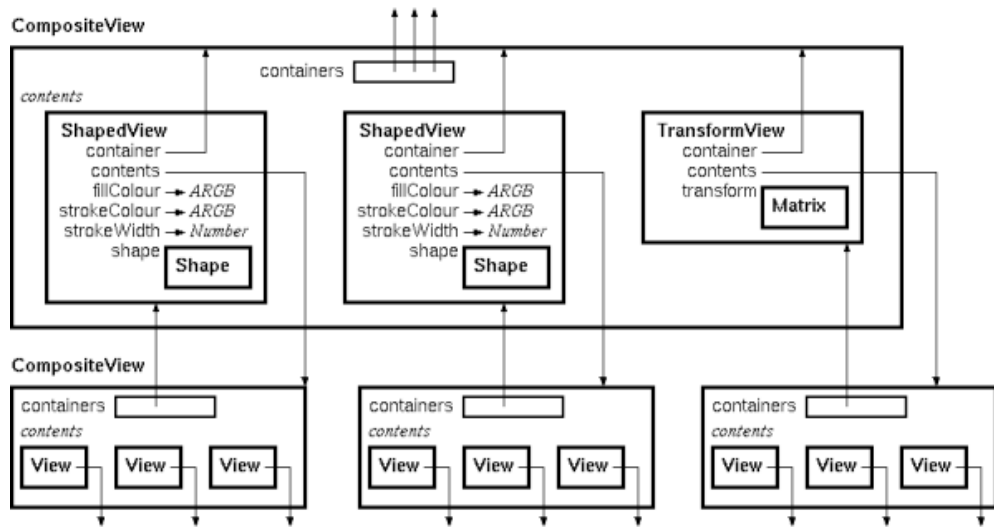 CompositeView
containers
contents
ShapedView
container
contents
fillColour ARGB
strokeColour ARGB
strokeWidth Number
shape
Shape
ShapedView
container
contents
fillColour ARGB
strokeColour ARGB
strokeWidth Number
shape
Shape
TransformView
container
contents
transform
Matrix
CompositeView
containers
contents
View View View
containers
contents
View View View
containers
contents
View View View